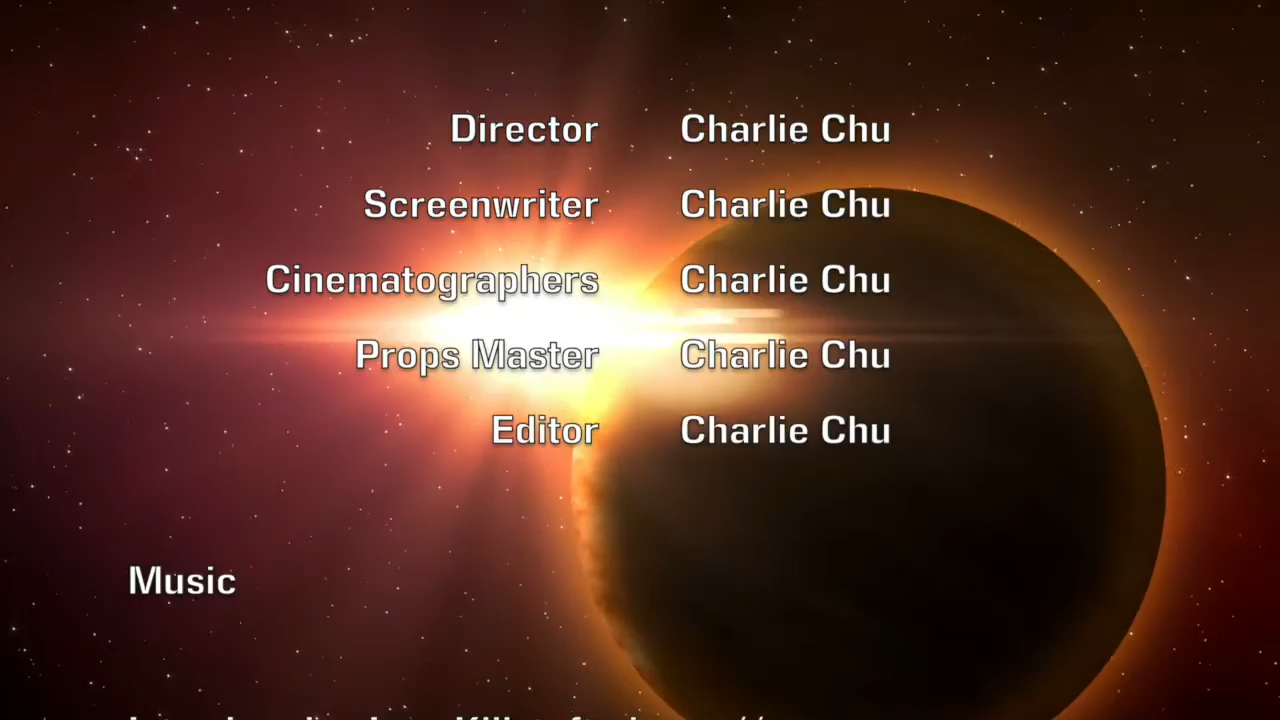 Director Charlie Chu
Screenwriter Charlie Chu
Cinematographers Charlie Chu
Props Master Charlie Chu
Editor Charlie Chu
Music